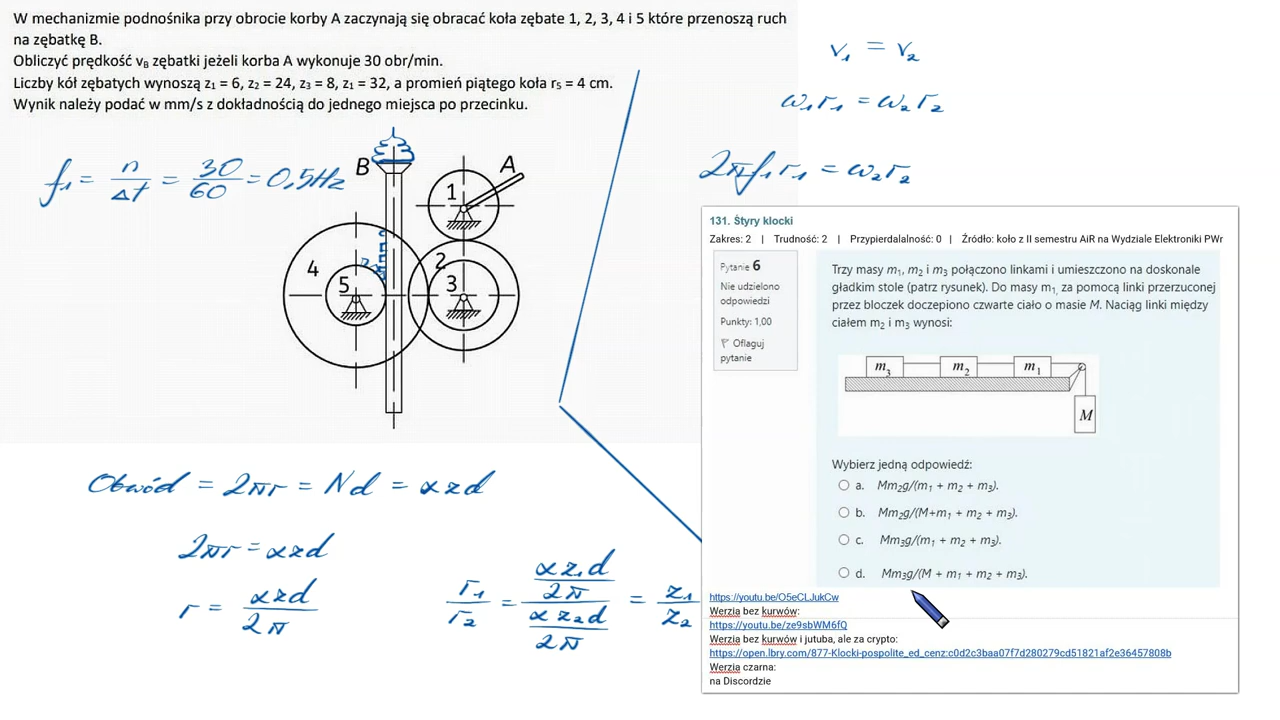 W mechanizmie podnośnika przy obrocie korby A zaczynają się obracać koła zębate 1, 2, 3, 4 i 5 które przenoszą ruch
na zębatkę B.
Obliczyć prędkość vB zębatki jeżeli korba A wykonuje 30 obr/min.
Liczby kół zębatych wynoszą z₁ = 6, z₂ = 24, z₃ = 8, z₁ = 32, a promień piątego koła r₅ = 4 cm.
Wynik należy podać w mm/s z dokładnością do jednego miejsca po przecinku.
f₁ = n/Δt = 30/60 = 0,5Hz
B
A
1
2
3
4
5
Obwód = 2πr = Nd = αzd
2πr = αzd
r = αzd/2π
r₁/r₂ = (αz₁d/2π)/(αz₂d/2π) = z₁/z₂
v₁ = v₂
ω₁r₁ = ω₂r₂
2πf₁r₁ = ω₂r₂
131. Štyry klocki
Zakres: 2 | Trudność: 2 | Przypierdalalność: 0 | Źródło: koło z II semestru AiR na Wydziale Elektroniki PWr
Pytanie 6
Nie udzielono
odpowiedzi
Punkty: 1,00
Oflaguj
pytanie
Trzy masy m₁, m₂ i m₃ połączono linkami i umieszczono na doskonale
gładkim stole (patrz rysunek). Do masy m₁, za pomocą linki przerzuconej
przez bloczek doczepiono czwarte ciało o masie M. Naciąg linki między
ciałem m₂ i m₃ wynosi:
m₃ m₂ m₁
M
Wybierz jedną odpowiedź:
a. Mm₂g/(m₁ + m₂ + m₃).
b. Mm₂g/(M+m₁ + m₂ + m₃).
c. Mm₃g/(m₁ + m₂ + m₃).
d. Mm₃g/(M + m₁ + m₂ + m₃).
https://youtu.be/O5eCLJukCw
Werzia bez kurwów:
https://youtu.be/ze9sbWM6fQ
Werzia bez kurwów i jutuba, ale za crypto:
https://open.lbry.com/877-Klocki-pospolite_ed_cenz:c0d2c3baa07f7d280279cd51821af2e36457808b
Werzia czarna:
na Discordzie